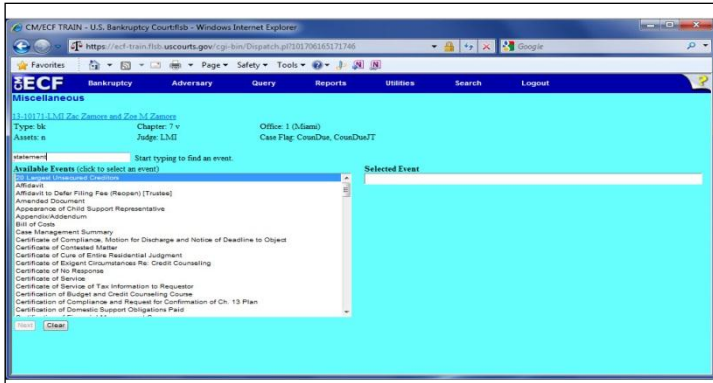 CM/ECF TRAIN - U.S. Bankruptcy Court:flsb - Windows Internet Explorer
https://ecf-train.flsb.uscourts.gov/cgi-bin/Dispatch.pl?101706165171746
Google
Favorites Page Safety Tools
ECF Bankruptcy Adversary Query Reports Utilities Search Logout ?
Miscellaneous
13-10171-LMI Zac Zamore and Zoe M Zamore
Type: bk Chapter: 7 v Office: 1 (Miami)
Assets: n Judge: LMI Case Flag: CounDue, CounDueJT
statement Start typing to find an event.
Available Events (click to select an event) Selected Event
20 Largest Unsecured Creditors
Affidavit
Affidavit to Defer Filing Fee (Reopen) [Trustee]
Amended Document
Appearance of Child Support Representative
Appendix/Addendum
Bill of Costs
Case Management Summary
Certificate of Compliance, Motion for Discharge and Notice of Deadline to Object
Certificate of Contested Matter
Certificate of Cure of Entire Residential Judgment
Certificate of Exigent Circumstances Re: Credit Counseling
Certificate of No Response
Certificate of Service
Certificate of Service of Tax Information to Requestor
Certification of Budget and Credit Counseling Course
Certification of Compliance and Request for Confirmation of Ch. 13 Plan
Certification of Domestic Support Obligations Paid
Next Clear